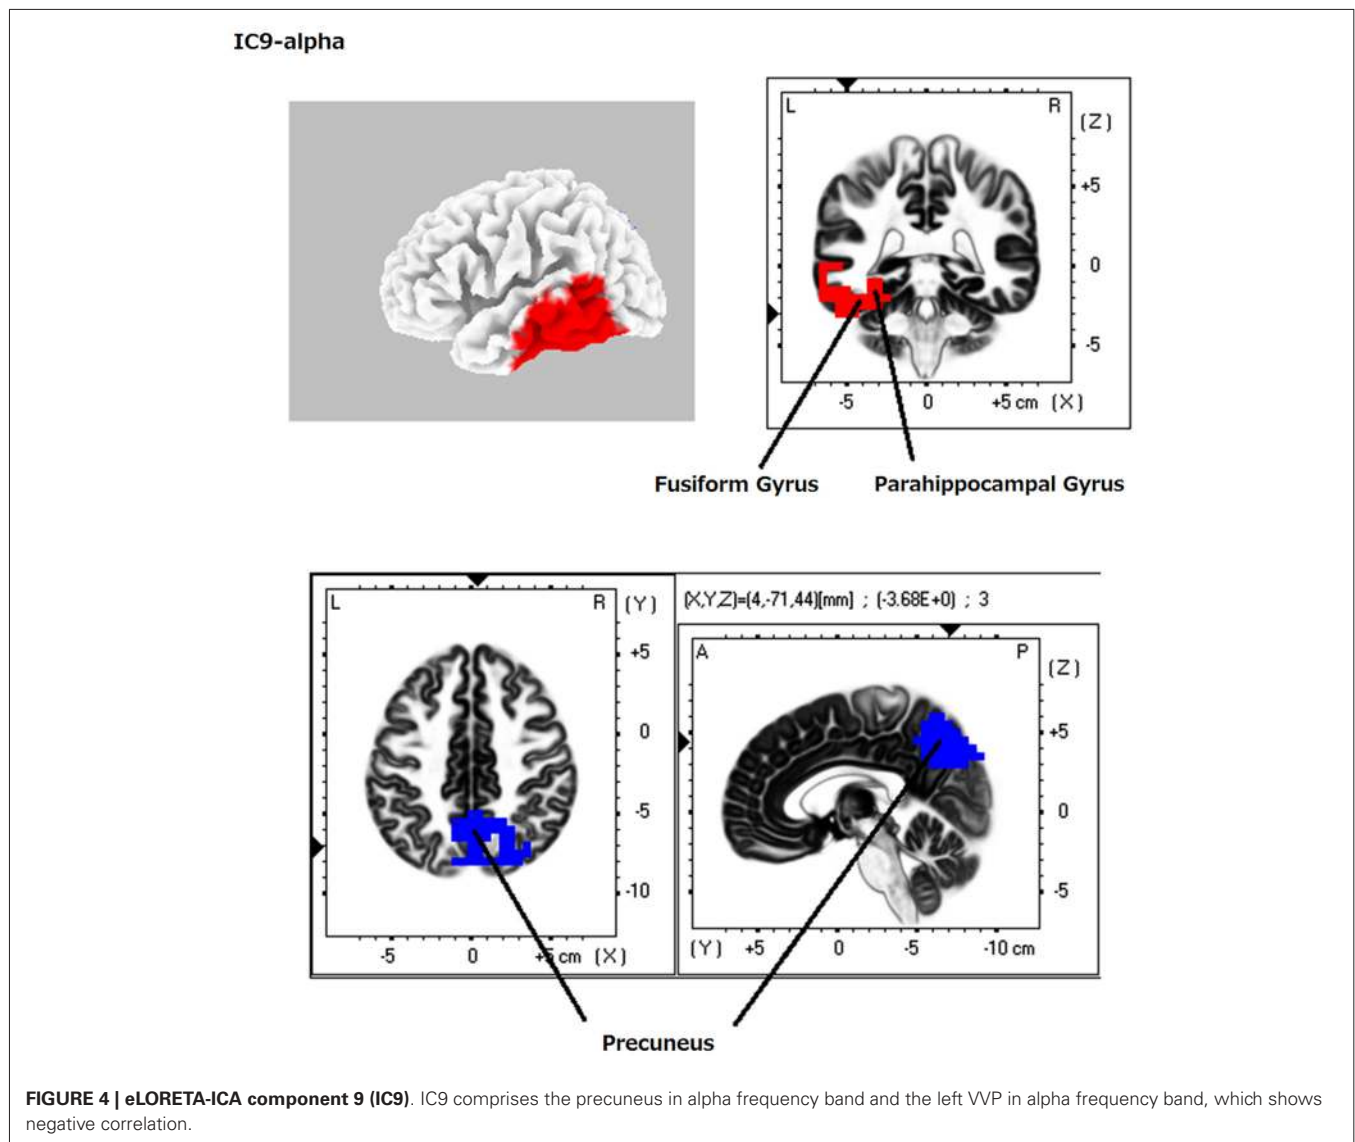 IC9-alpha
L R (Z)
+5
0
-5
-5 0 +5 cm (X)
Fusiform Gyrus Parahippocampal Gyrus
(X,Y,Z)=(4,-71,44)[mm] ; (-3.68E+0) ; 3
L R (Y)
+5
0
-5
-10
-5 0 +5 cm (X)
A P (Z)
+5
0
-5
(Y) +5 0 -5 -10 cm
Precuneus
FIGURE 4 | eLORETA-ICA component 9 (IC9). IC9 comprises the precuneus in alpha frequency band and the left VVP in alpha frequency band, which shows
negative correlation.